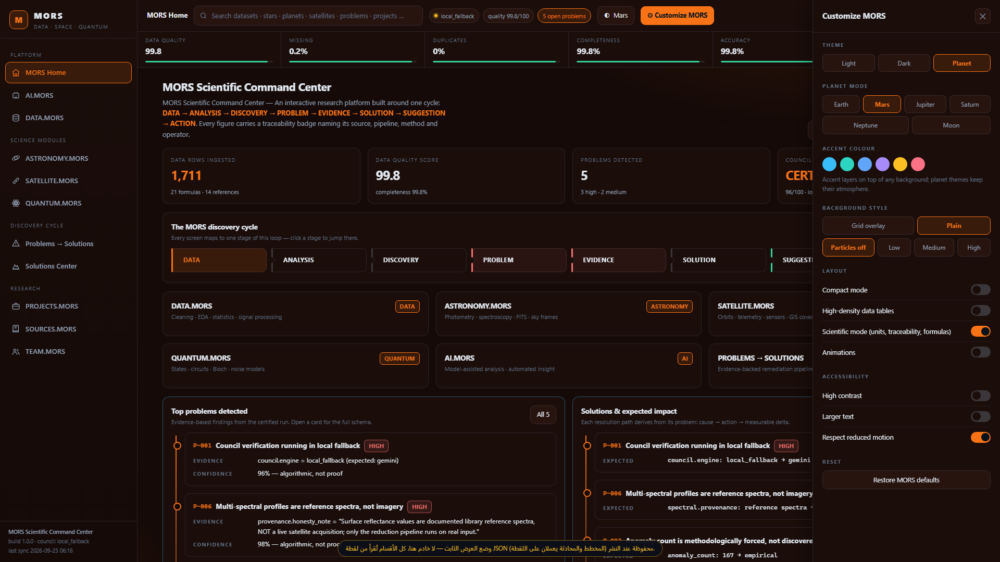 M
MORS
DATA · SPACE · QUANTUM
PLATFORM
MORS Home
AI.MORS
DATA.MORS
SCIENCE MODULES
ASTRONOMY.MORS
SATELLITE.MORS
QUANTUM.MORS
DISCOVERY CYCLE
Problems → Solutions
Solutions Center
RESEARCH
PROJECTS.MORS
SOURCES.MORS
TEAM.MORS
MORS Scientific Command Center
build 1.0.0 · council: local_fallback
last sync 2026-09-25 06:18
MORS Home
Search datasets · stars · planets · satellites · problems · projects ...
local_fallback
quality 99.8/100
5 open problems
Mars
Customize MORS
DATA QUALITY
99.8
MISSING
0.2%
DUPLICATES
0%
COMPLETENESS
99.8%
ACCURACY
99.8%
MORS Scientific Command Center
MORS Scientific Command Center — An interactive research platform built around one cycle:
DATA → ANALYSIS → DISCOVERY → PROBLEM → EVIDENCE → SOLUTION → SUGGESTION
→ ACTION. Every figure carries a traceability badge naming its source, pipeline, method and
operator.
DATA ROWS INGESTED
1,711
21 formulas · 14 references
DATA QUALITY SCORE
99.8
completeness 99.8%
PROBLEMS DETECTED
5
3 high · 2 medium
COUNCIL
CERT
96/100 · lo
The MORS discovery cycle
Every screen maps to one stage of this loop — click a stage to jump there.
DATA
ANALYSIS
DISCOVERY
PROBLEM
EVIDENCE
SOLUTION
SUGGEST
DATA.MORS
DATA
Cleaning · EDA · statistics · signal processing
ASTRONOMY.MORS
ASTRONOMY
Photometry · spectroscopy · FITS · sky frames
SATELLITE.MORS
Orbits · telemetry · sensors · GIS cover
QUANTUM.MORS
QUANTUM
States · circuits · Bloch · noise models
AI.MORS
AI
Model-assisted analysis · automated insight
PROBLEMS → SOLUTIONS
Evidence-backed remediation pipeline
Top problems detected
Evidence-based findings from the certified run. Open a card for the full schema.
All 5
P-001 Council verification running in local fallback HIGH
EVIDENCE council.engine = local_fallback (expected: gemini)
CONFIDENCE 96% — algorithmic, not proof
P-006 Multi-spectral profiles are reference spectra, not imagery HIGH
EVIDENCE provenance.honesty_note = "Surface reflectance values are documented library reference spectra,
NOT a live satellite acquisition; only the reduction pipeline runs on real input."
CONFIDENCE 98% — algorithmic, not proo
Solutions & expected impact
Each resolution path derives from its problem: cause → action → measurable delta.
P-001 Council verification running in local fallback HIGH
EXPECTED council.engine: local_fallback → gemini
P-006 Multi-spectral profiles are reference spectra, not imagery
EXPECTED spectral.provenance: reference spectra
Anomaly count is methodologically forced, not discovere
EXPECTED anomaly_count: 167 → empirical
وضع العرض الثابت — لا خادم هنا، كل الأقسام تُقرأ من لقطة JSON محفوظة عند النشر (المخطط والمحادثة يعملان على اللقطة).
Customize MORS
THEME
Light
Dark
Planet
PLANET MODE
Earth
Mars
Jupiter
Saturn
Neptune
Moon
ACCENT COLOUR
Accent layers on top of any background; planet themes keep
their atmosphere.
BACKGROUND STYLE
Grid overlay
Plain
Particles off
Low
Medium
High
LAYOUT
Compact mode
High-density data tables
Scientific mode (units, traceability, formulas)
Animations
ACCESSIBILITY
High contrast
Larger text
Respect reduced motion
RESET
Restore MORS defaults